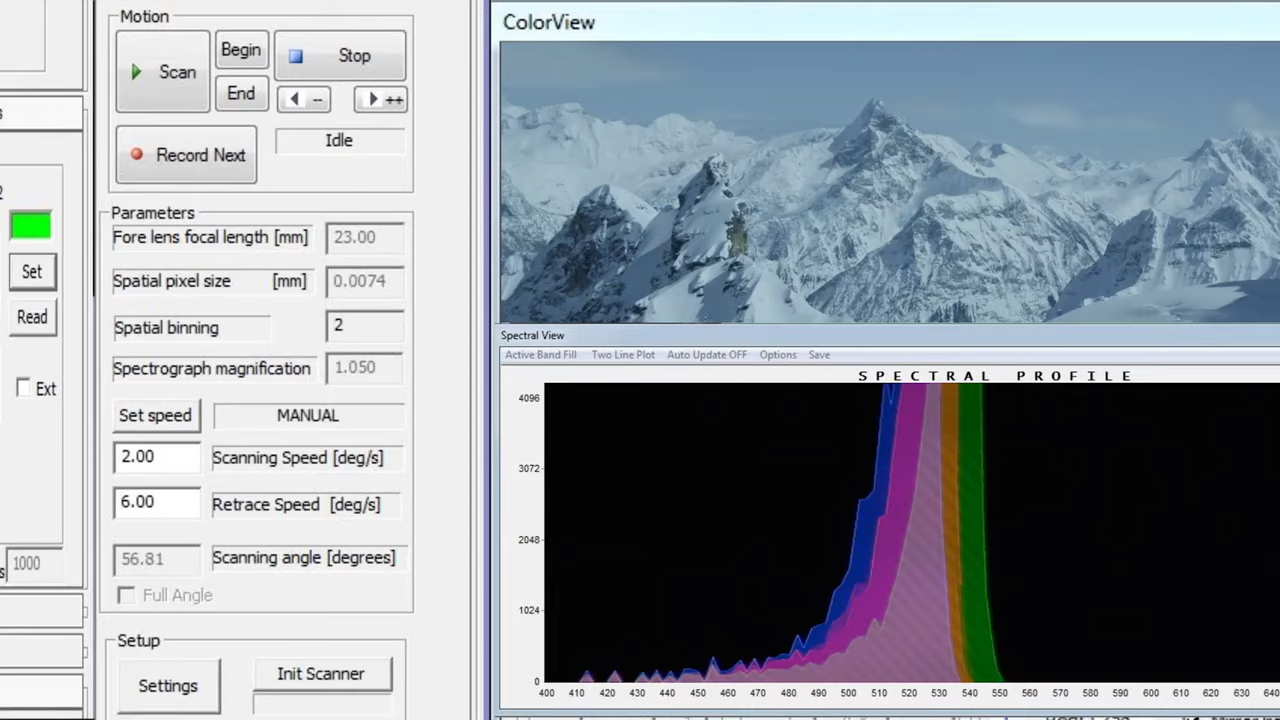 Motion
Scan
Begin
End
Stop
--
++
Record Next
Idle
Set
Read
Ext
1000
Parameters
Fore lens focal length [mm] 23.00
Spatial pixel size [mm] 0.0074
Spatial binning 2
Spectrograph magnification 1.050
Set speed MANUAL
2.00 Scanning Speed [deg/s]
6.00 Retrace Speed [deg/s]
56.81 Scanning angle [degrees]
Full Angle
Setup
Settings
Init Scanner
ColorView
Spectral View
Active Band Fill Two Line Plot Auto Update OFF Options Save
SPECTRAL PROFILE
4096
3072
2048
1024
0
400 410 420 430 440 450 460 470 480 490 500 510 520 530 540 550 560 570 580 590 600 610 620 630 640